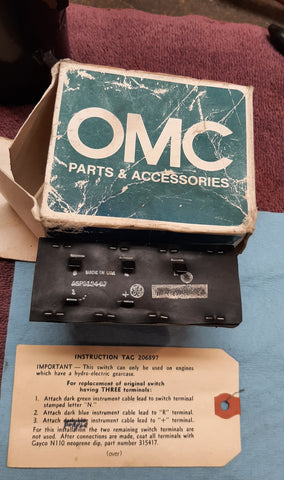 OMC
PARTS & ACCESSORIES
MADE IN USA
+
INSTRUCTION TAG 206897
IMPORTANT — This switch can only be used on engines
which have a hydro-electric gearcase.
For replacement of original switch
having THREE terminals:
1. Attach dark green instrument cable lead to switch terminal
stamped letter "N."
2. Attach dark blue instrument cable lead to "R" terminal.
3. Attach instrument cable lead to "+" terminal.
For this installation the two remaining switch terminals are
not used. After connections are made, coat all terminals with
Gayco N110 neoprene dip, part number 315417.
(over)